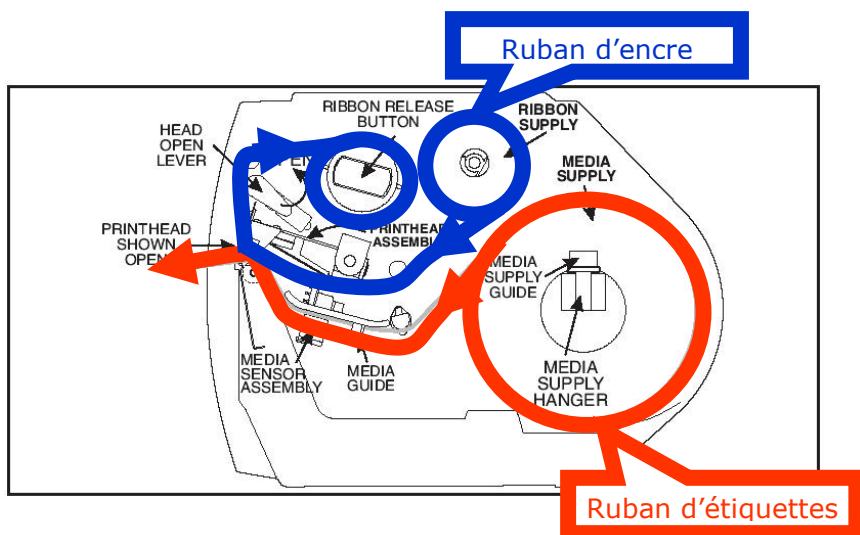 Ruban d'encre
RIBBON RELEASE
BUTTON
HEAD
OPEN
LEVER
RIBBON
SUPPLY
MEDIA
SUPPLY
PRINTHEAD
SHOWN
OPEN
PRINTHEAD
ASSEMBLY
MEDIA
SUPPLY
GUIDE
MEDIA
SENSOR
ASSEMBLY
MEDIA
GUIDE
MEDIA
SUPPLY
HANGER
Ruban d'étiquettes